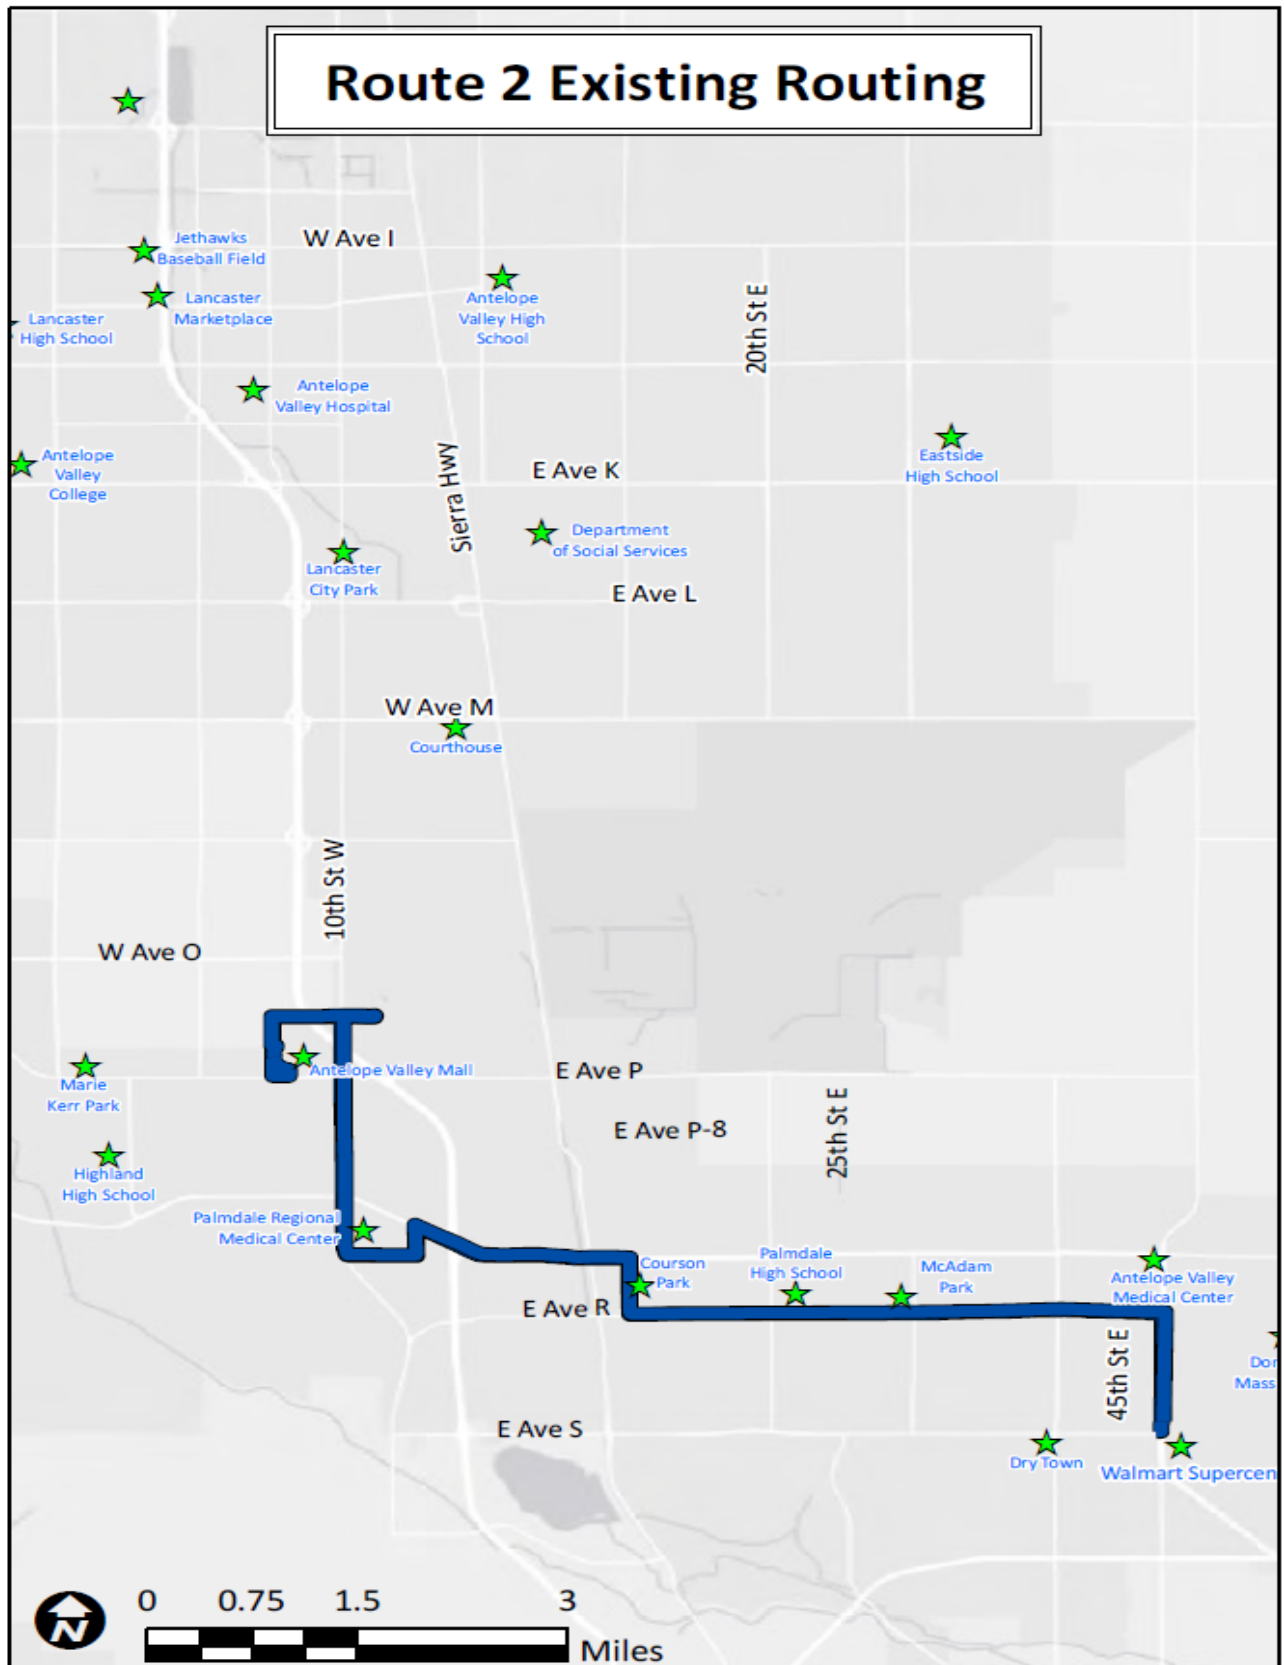 Route 2 Existing Routing
Jethawks
Baseball Field
W Ave I
Lancaster
Marketplace
Lancaster
High School
Antelope
Valley High
School
20th St E
Antelope
Valley Hospital
Antelope
Valley
College
Sierra Hwy
E Ave K
Eastside
High School
Department
of Social Services
Lancaster
City Park
E Ave L
W Ave M
Courthouse
10th St W
W Ave O
Antelope Valley Mall
E Ave P
Marie
Kerr Park
E Ave P-8
25th St E
Highland
High School
Palmdale Regional
Medical Center
Courson
Park
Palmdale
High School
McAdam
Park
Antelope Valley
Medical Center
E Ave R
45th St E
Dor
Mass
E Ave S
Dry Town
Walmart Supercen
N
0 0.75 1.5 3
Miles